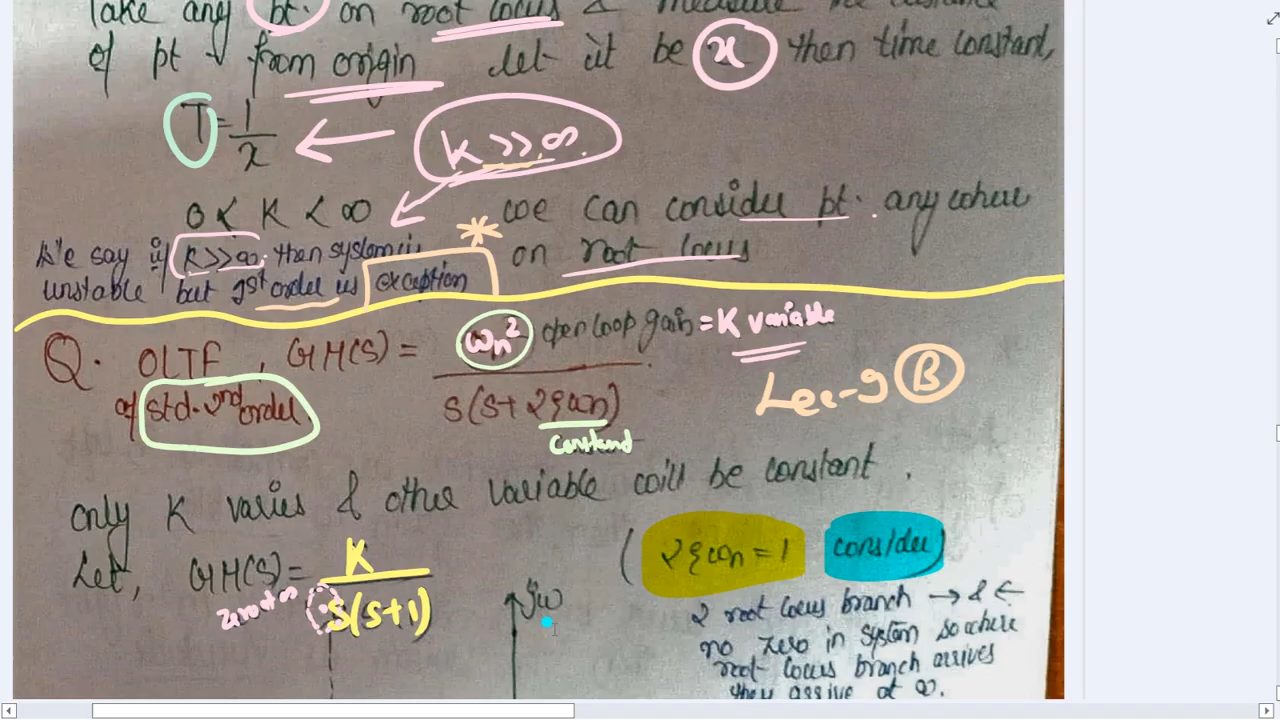 Take any pt. on root locus & measure the distance
of pt from origin let it be x then time constant,
T = 1/x ← K >> ∞.
0 < K < ∞ we can consider pt. anywhere
on root locus
We say if K >> ∞ then system is
unstable but 1st order is exception
Q. OLTF, GH(S) = ωn² / S(S + 2ξωn)
open loop gain = K variable
of std. 2nd order
constant
Lec-9 B
only K varies & other variable will be constant.
(2ξωn = 1 consider)
Let, GH(S) = K / S(S+1)
jω
2 root locus branch → & ←
no zero in system so where
root locus branch arrives
they arrive at ∞.